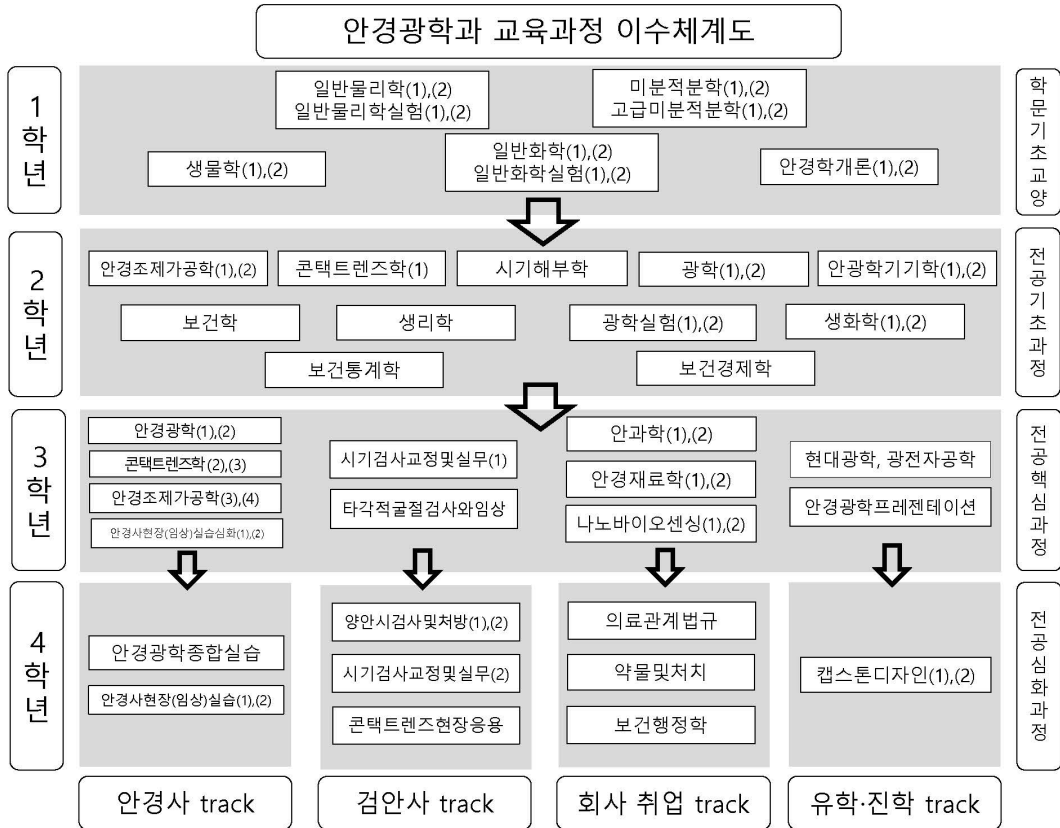 안경광학과 교육과정 이수체계도
1학년
일반물리학(1),(2)
일반물리학실험(1),(2)
미분적분학(1),(2)
고급미분적분학(1),(2)
생물학(1),(2)
일반화학(1),(2)
일반화학실험(1),(2)
안경학개론(1),(2)
학문기초교양
2학년
안경조제가공학(1),(2)
콘택트렌즈학(1)
시기해부학
광학(1),(2)
안광학기기학(1),(2)
보건학
생리학
광학실험(1),(2)
생화학(1),(2)
보건통계학
보건경제학
전공기초과정
3학년
안경광학(1),(2)
콘택트렌즈학(2),(3)
안경조제가공학(3),(4)
안경사현장(임상)실습심화(1),(2)
시기검사교정및실무(1)
타각적굴절검사와임상
안과학(1),(2)
안경재료학(1),(2)
나노바이오센싱(1),(2)
현대광학, 광전자공학
안경광학프레젠테이션
전공핵심과정
4학년
안경광학종합실습
안경사현장(임상)실습(1),(2)
양안시검사및처방(1),(2)
시기검사교정및실무(2)
콘택트렌즈현장응용
의료관계법규
약물및처치
보건행정학
캡스톤디자인(1),(2)
전공심화과정
안경사 track
검안사 track
회사 취업 track
유학·진학 track